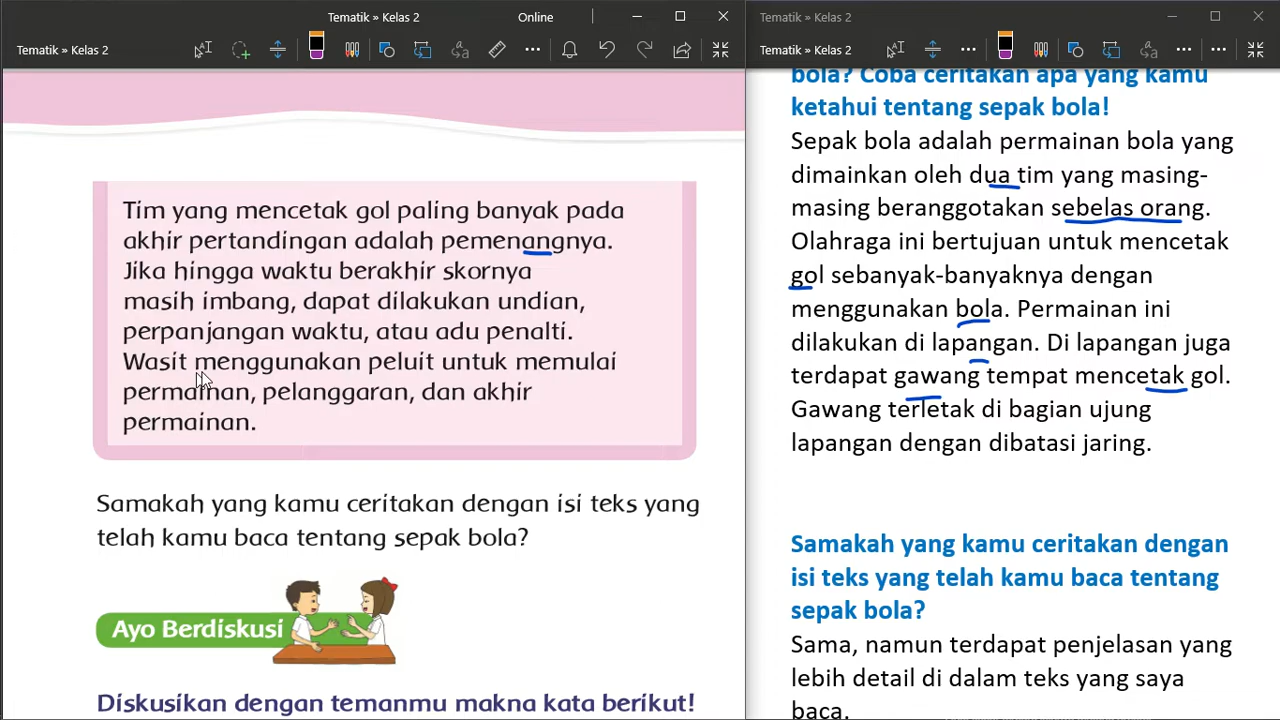 Tematik » Kelas 2
Online
Tematik » Kelas 2
Tim yang mencetak gol paling banyak pada
akhir pertandingan adalah pemenangnya.
Jika hingga waktu berakhir skornya
masih imbang, dapat dilakukan undian,
perpanjangan waktu, atau adu penalti.
Wasit menggunakan peluit untuk memulai
permainan, pelanggaran, dan akhir
permainan.
Samakah yang kamu ceritakan dengan isi teks yang
telah kamu baca tentang sepak bola?
Ayo Berdiskusi
Diskusikan dengan temanmu makna kata berikut!
Tematik » Kelas 2
Tematik » Kelas 2
bola? Coba ceritakan apa yang kamu
ketahui tentang sepak bola!
Sepak bola adalah permainan bola yang
dimainkan oleh dua tim yang masing-
masing beranggotakan sebelas orang.
Olahraga ini bertujuan untuk mencetak
gol sebanyak-banyaknya dengan
menggunakan bola. Permainan ini
dilakukan di lapangan. Di lapangan juga
terdapat gawang tempat mencetak gol.
Gawang terletak di bagian ujung
lapangan dengan dibatasi jaring.
Samakah yang kamu ceritakan dengan
isi teks yang telah kamu baca tentang
sepak bola?
Sama, namun terdapat penjelasan yang
lebih detail di dalam teks yang saya
baca.